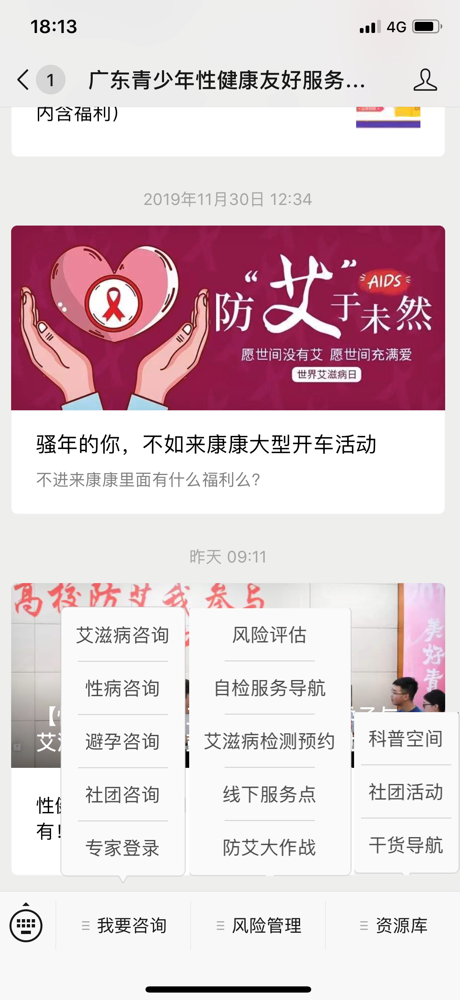 18:13
4G
1
广东青少年性健康友好服务...
内含福利)
2019年11月30日 12:34
“艾”
AIDS
防 于未然
愿世间没有艾 愿世间充满爱
世界艾滋病日
骚年的你，不如来康康大型开车活动
不进来康康里面有什么福利么?
昨天 09:11
高校防艾我参与
美好青
艾滋病咨询
性病咨询
避孕咨询
社团咨询
专家登录
风险评估
自检服务导航
艾滋病检测预约
线下服务点
防艾大作战
科普空间
社团活动
干货导航
【
艾
性
有!
我要咨询
风险管理
资源库